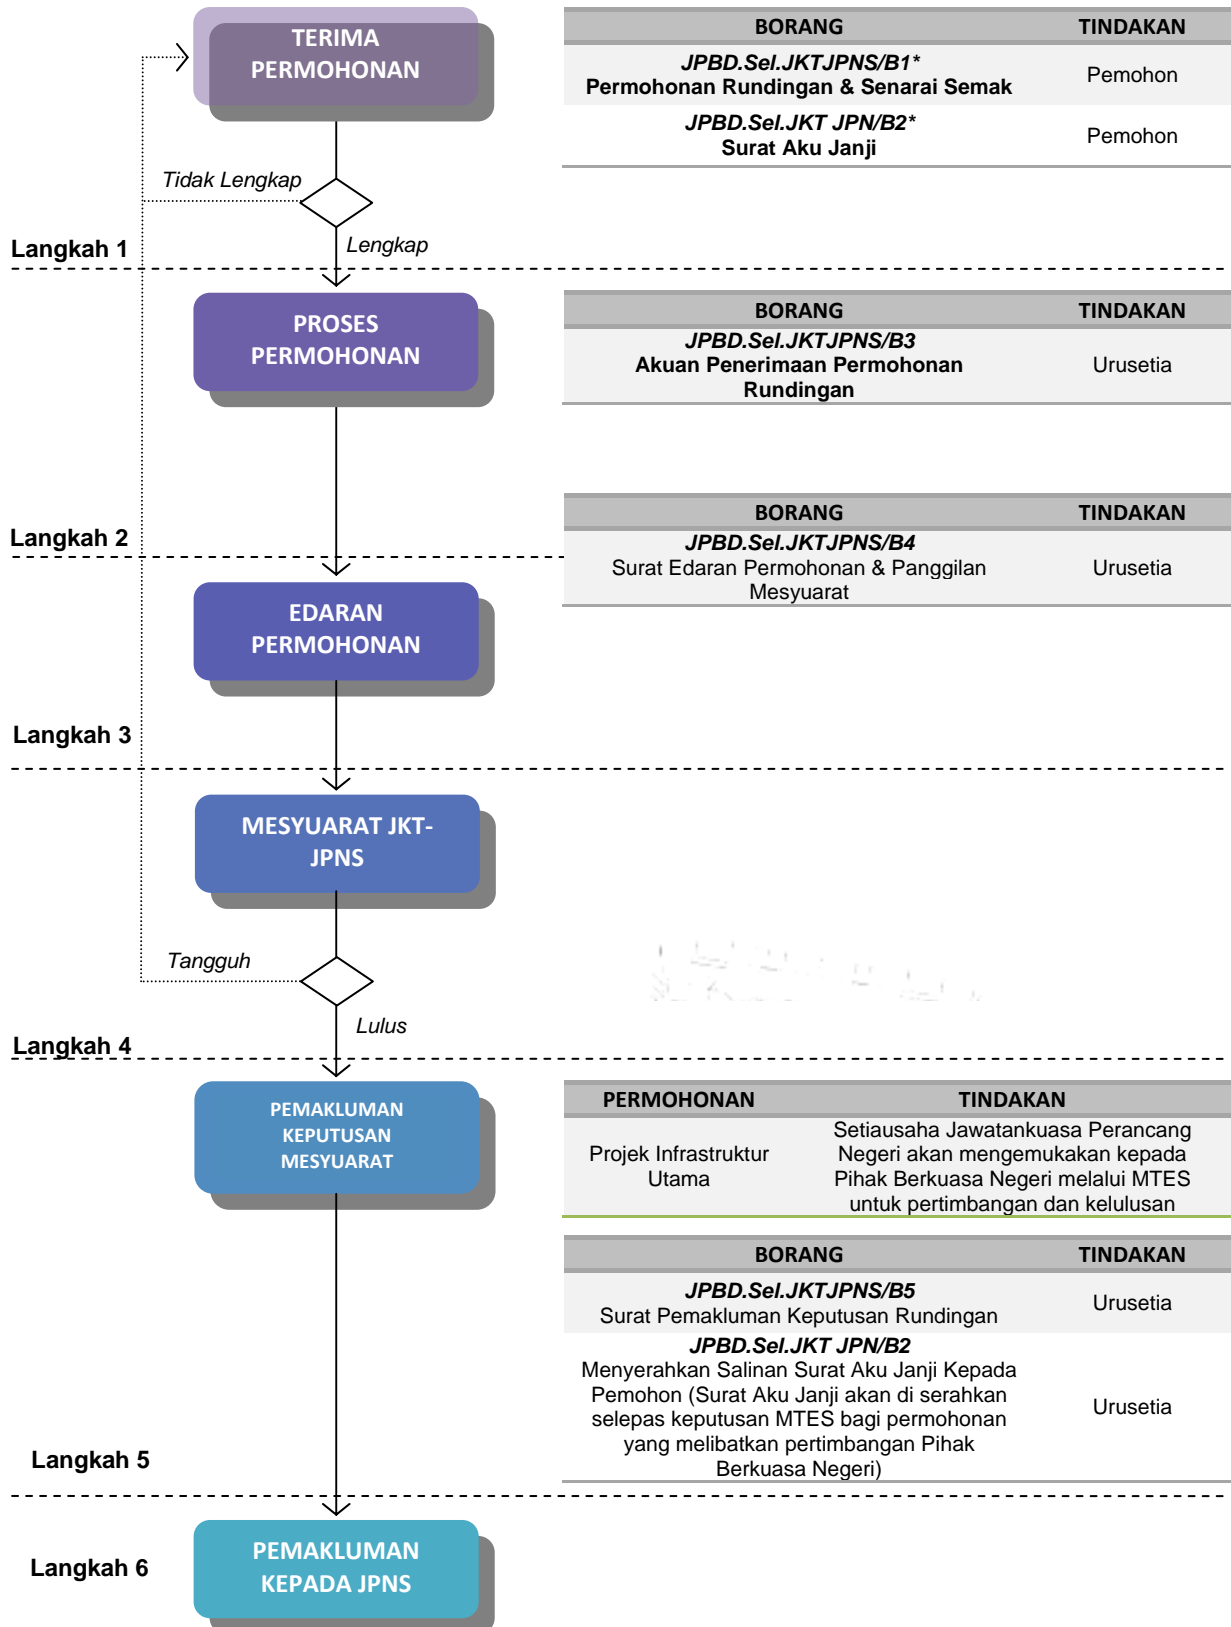 TERIMA
PERMOHONAN
BORANG TINDAKAN
JPBD.Sel.JKTJPNS/B1*
Permohonan Rundingan & Senarai Semak
Pemohon
JPBD.Sel.JKT JPN/B2*
Surat Aku Janji
Pemohon
Tidak Lengkap
Lengkap
Langkah 1
PROSES
PERMOHONAN
BORANG TINDAKAN
JPBD.Sel.JKTJPNS/B3
Akuan Penerimaan Permohonan
Rundingan
Urusetia
Langkah 2
BORANG TINDAKAN
JPBD.Sel.JKTJPNS/B4
Surat Edaran Permohonan & Panggilan
Mesyuarat
Urusetia
EDARAN
PERMOHONAN
Langkah 3
MESYUARAT JKT-
JPNS
Tangguh
Lulus
Langkah 4
PEMAKLUMAN
KEPUTUSAN
MESYUARAT
PERMOHONAN TINDAKAN
Projek Infrastruktur
Utama
Setiausaha Jawatankuasa Perancang
Negeri akan mengemukakan kepada
Pihak Berkuasa Negeri melalui MTES
untuk pertimbangan dan kelulusan
BORANG TINDAKAN
JPBD.Sel.JKTJPNS/B5
Surat Pemakluman Keputusan Rundingan
Urusetia
JPBD.Sel.JKT JPN/B2
Menyerahkan Salinan Surat Aku Janji Kepada
Pemohon (Surat Aku Janji akan di serahkan
selepas keputusan MTES bagi permohonan
yang melibatkan pertimbangan Pihak
Berkuasa Negeri)
Urusetia
Langkah 5
PEMAKLUMAN
KEPADA JPNS
Langkah 6